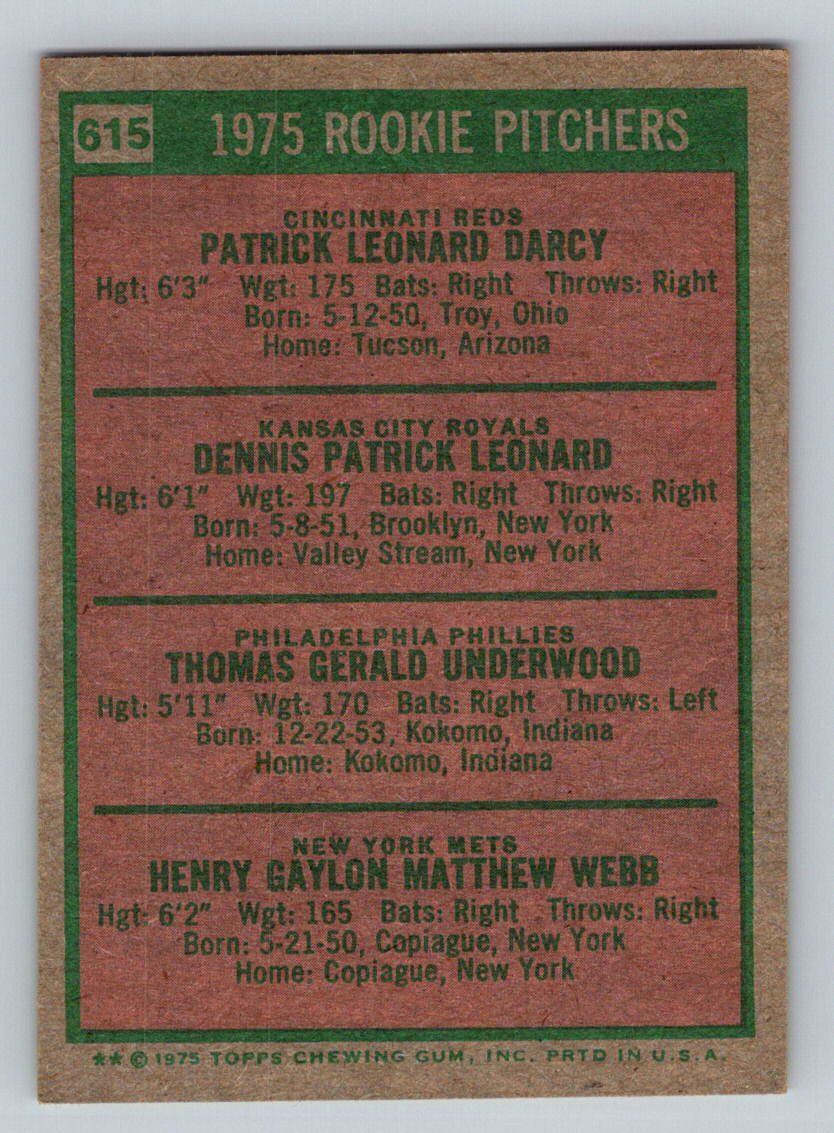 615
1975 ROOKIE PITCHERS
CINCINNATI REDS
PATRICK LEONARD DARCY
Hgt: 6'3" Wgt: 175 Bats: Right Throws: Right
Born: 5-12-50, Troy, Ohio
Home: Tucson, Arizona
KANSAS CITY ROYALS
DENNIS PATRICK LEONARD
Hgt: 6'1" Wgt: 197 Bats: Right Throws: Right
Born: 5-8-51, Brooklyn, New York
Home: Valley Stream, New York
PHILADELPHIA PHILLIES
THOMAS GERALD UNDERWOOD
Hgt: 5'11" Wgt: 170 Bats: Right Throws: Left
Born: 12-22-53, Kokomo, Indiana
Home: Kokomo, Indiana
NEW YORK METS
HENRY GAYLON MATTHEW WEBB
Hgt: 6'2" Wgt: 165 Bats: Right Throws: Right
Born: 5-21-50, Copiague, New York
Home: Copiague, New York
** © 1975 TOPPS CHEWING GUM, INC. PRTD IN U.S.A.